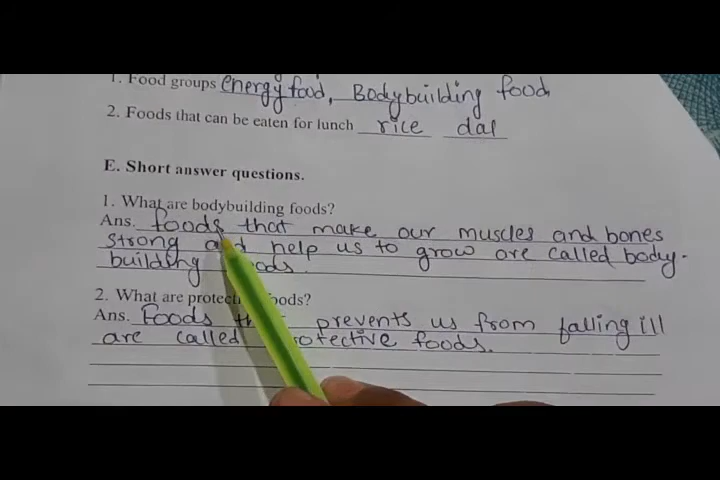 1. Food groups energy food, Bodybuilding food
2. Foods that can be eaten for lunch rice dal
E. Short answer questions.
1. What are bodybuilding foods?
Ans. foods that make our muscles and bones
strong and help us to grow are called body-
building
2. What are foods?
Ans. Foods prevents us from falling ill
are called foods.